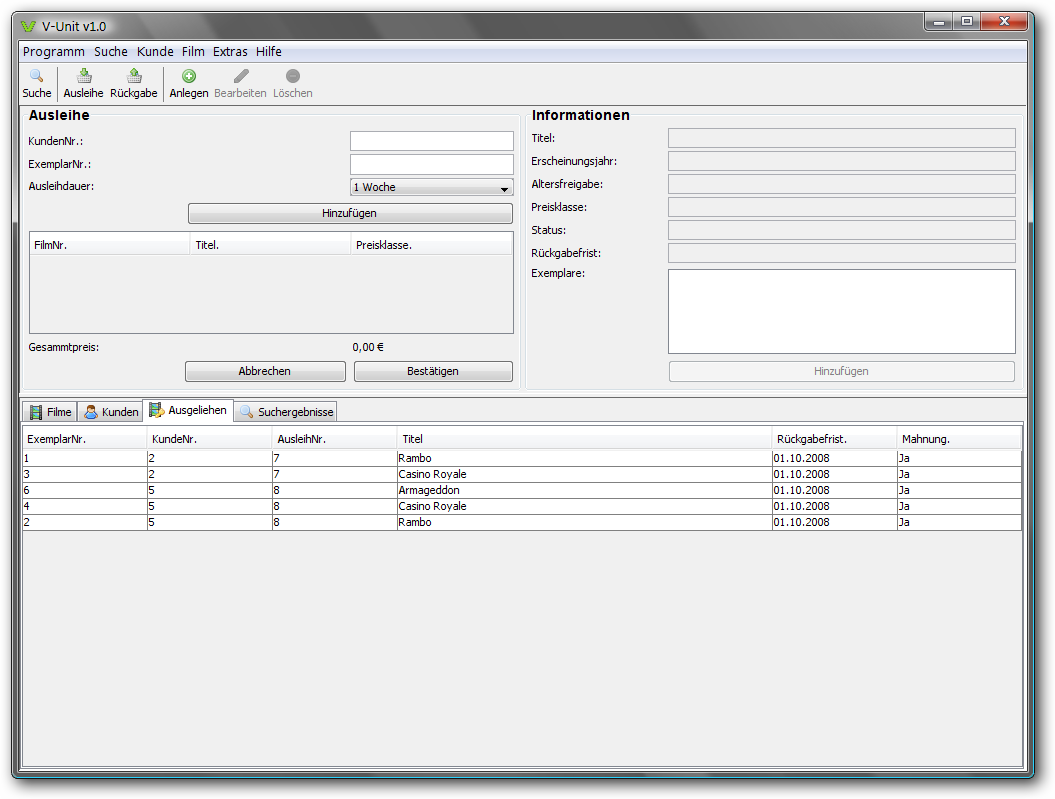 V-Unit v1.0
Programm Suche Kunde Film Extras Hilfe
Suche Ausleihe Rückgabe Anlegen Bearbeiten Löschen
Ausleihe
KundenNr.:
ExemplarNr.:
Ausleihdauer: 1 Woche
Hinzufügen
FilmNr. Titel. Preisklasse.
Gesammtpreis: 0,00 €
Abbrechen Bestätigen
Informationen
Titel:
Erscheinungsjahr:
Altersfreigabe:
Preisklasse:
Status:
Rückgabefrist:
Exemplare:
Hinzufügen
Filme Kunden Ausgeliehen Suchergebnisse
ExemplarNr. KundeNr. AusleihNr. Titel Rückgabefrist. Mahnung.
1 2 7 Rambo 01.10.2008 Ja
3 2 7 Casino Royale 01.10.2008 Ja
6 5 8 Armageddon 01.10.2008 Ja
4 5 8 Casino Royale 01.10.2008 Ja
2 5 8 Rambo 01.10.2008 Ja